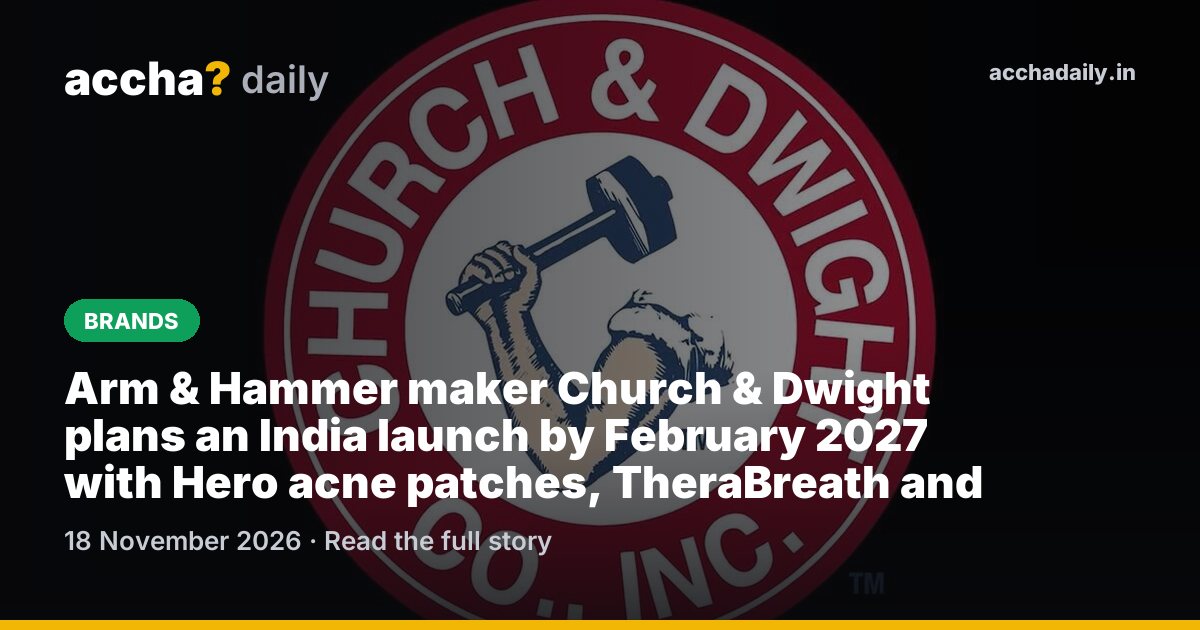 accha? daily
acchadaily.in
CHURCH & DWIGHT
CO., INC.
TM
BRANDS
Arm & Hammer maker Church & Dwight
plans an India launch by February 2027
with Hero acne patches, TheraBreath and
18 November 2026 · Read the full story